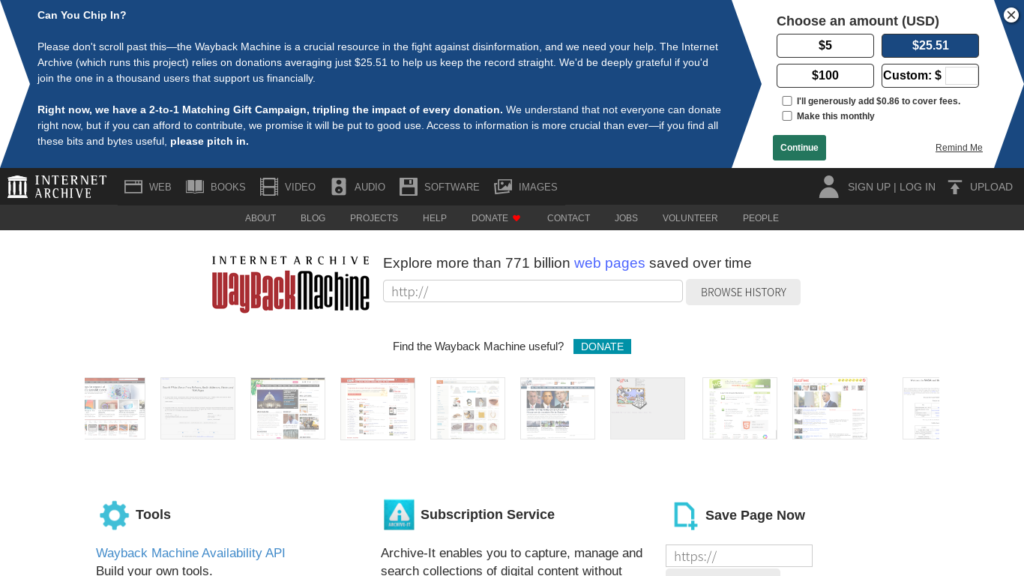 Can You Chip In?
Please don't scroll past this—the Wayback Machine is a crucial resource in the fight against disinformation, and we need your help. The Internet
Archive (which runs this project) relies on donations averaging just $25.51 to help us keep the record straight. We'd be deeply grateful if you'd
join the one in a thousand users that support us financially.
Right now, we have a 2-to-1 Matching Gift Campaign, tripling the impact of every donation. We understand that not everyone can donate
right now, but if you can afford to contribute, we promise it will be put to good use. Access to information is more crucial than ever—if you find all
these bits and bytes useful, please pitch in.
Choose an amount (USD)
$5 $25.51
$100 Custom: $
I'll generously add $0.86 to cover fees.
Make this monthly
Continue Remind Me
INTERNET ARCHIVE WEB BOOKS VIDEO AUDIO SOFTWARE IMAGES SIGN UP | LOG IN UPLOAD
ABOUT BLOG PROJECTS HELP DONATE CONTACT JOBS VOLUNTEER PEOPLE
INTERNET ARCHIVE
WayBackMachine
Explore more than 771 billion web pages saved over time
http:// BROWSE HISTORY
Find the Wayback Machine useful? DONATE
Tools
Wayback Machine Availability API
Build your own tools.
Subscription Service
Archive-It enables you to capture, manage and
search collections of digital content without
Save Page Now
https://